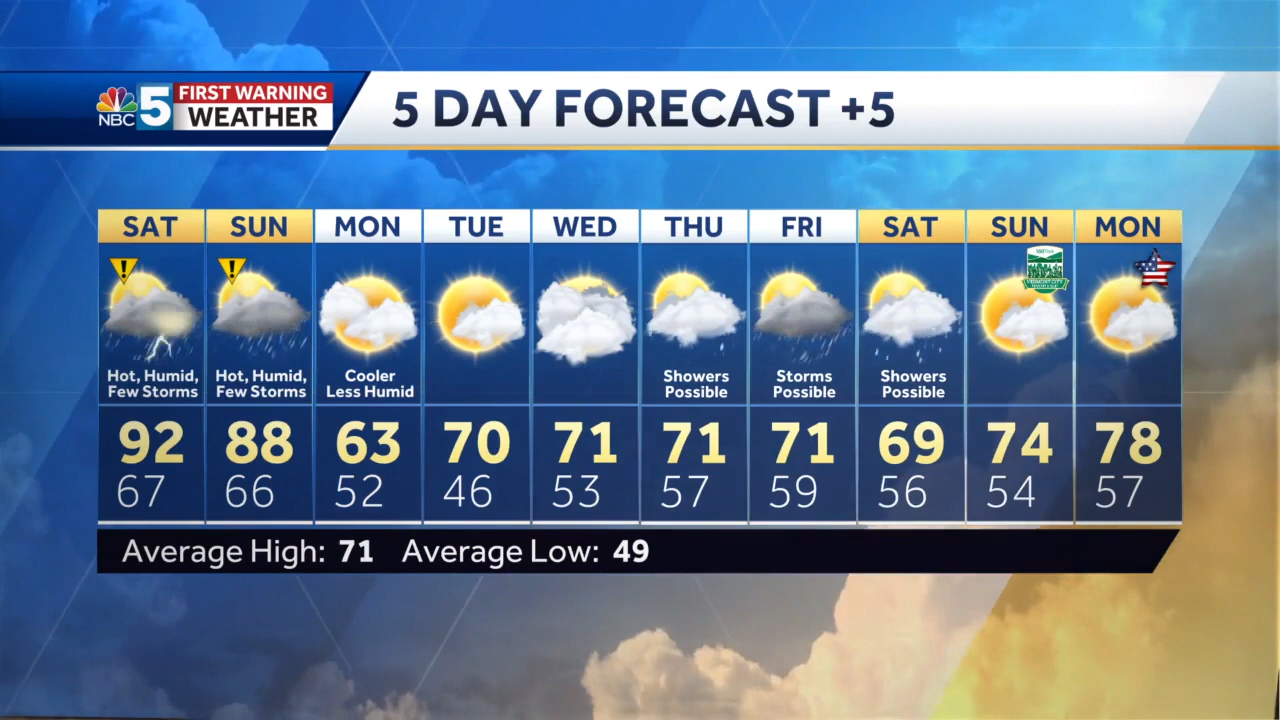 NBC 5 FIRST WARNING
WEATHER
5 DAY FORECAST +5
SAT SUN MON TUE WED THU FRI SAT SUN MON
! !
VERMONT CITY
Hot, Humid, Hot, Humid, Cooler Showers Storms Showers
Few Storms Few Storms Less Humid Possible Possible Possible
92 88 63 70 71 71 71 69 74 78
67 66 52 46 53 57 59 56 54 57
Average High: 71 Average Low: 49